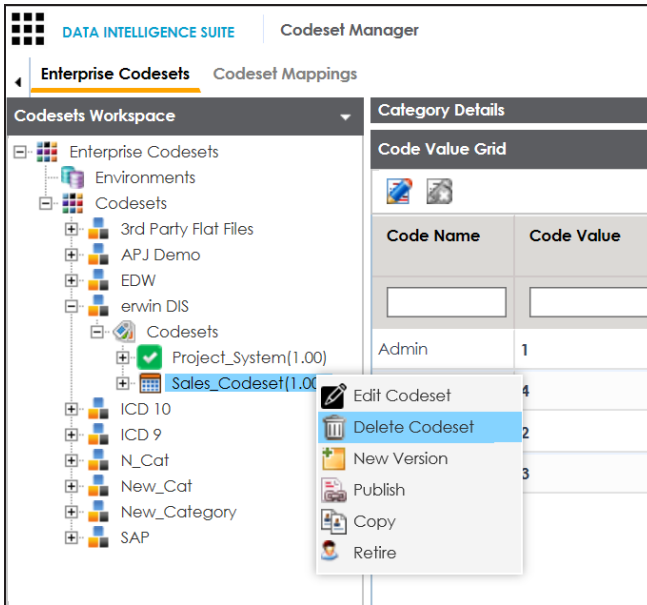 DATA INTELLIGENCE SUITE Codeset Manager
Enterprise Codesets Codeset Mappings
Codesets Workspace
Category Details
Enterprise Codesets
Code Value Grid
Environments
Codesets
3rd Party Flat Files
Code Name Code Value
APJ Demo
EDW
erwin DIS
Codesets
Project_System(1.00)
Admin 1
Sales_Codeset(1.00
Edit Codeset
4
ICD 10
Delete Codeset
2
ICD 9
New Version
N_Cat
3
New_Cat
Publish
New_Category
Copy
SAP
Retire